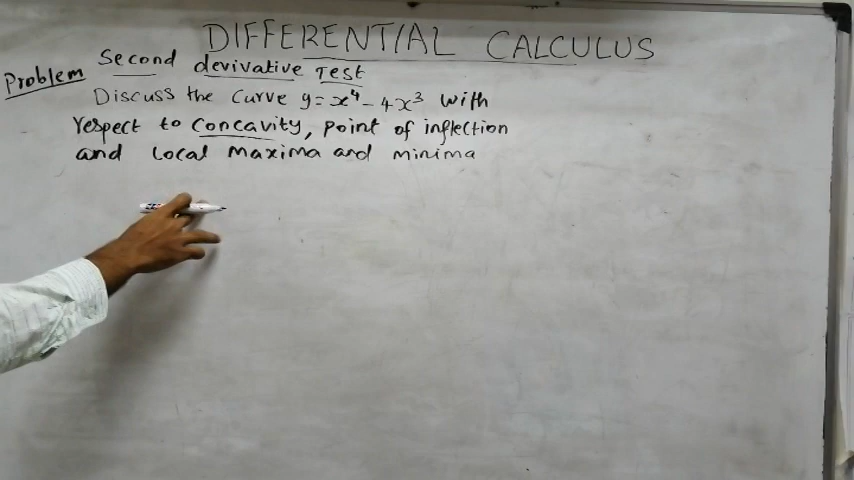 DIFFERENTIAL CALCULUS
Problem Second devivative Test
Discuss the curve y = x⁴ - 4x³ with
respect to concavity, point of inflection
and local maxima and minima